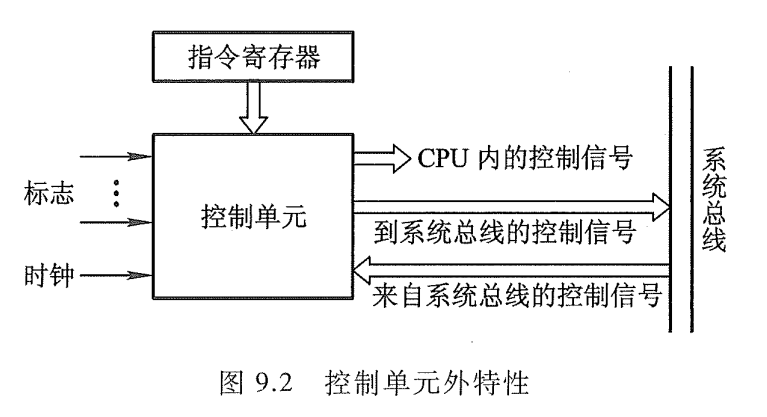 指令寄存器
标志
控制单元
CPU 内的控制信号
系统总线
到系统总线的控制信号
时钟
来自系统总线的控制信号
图 9.2 控制单元外特性